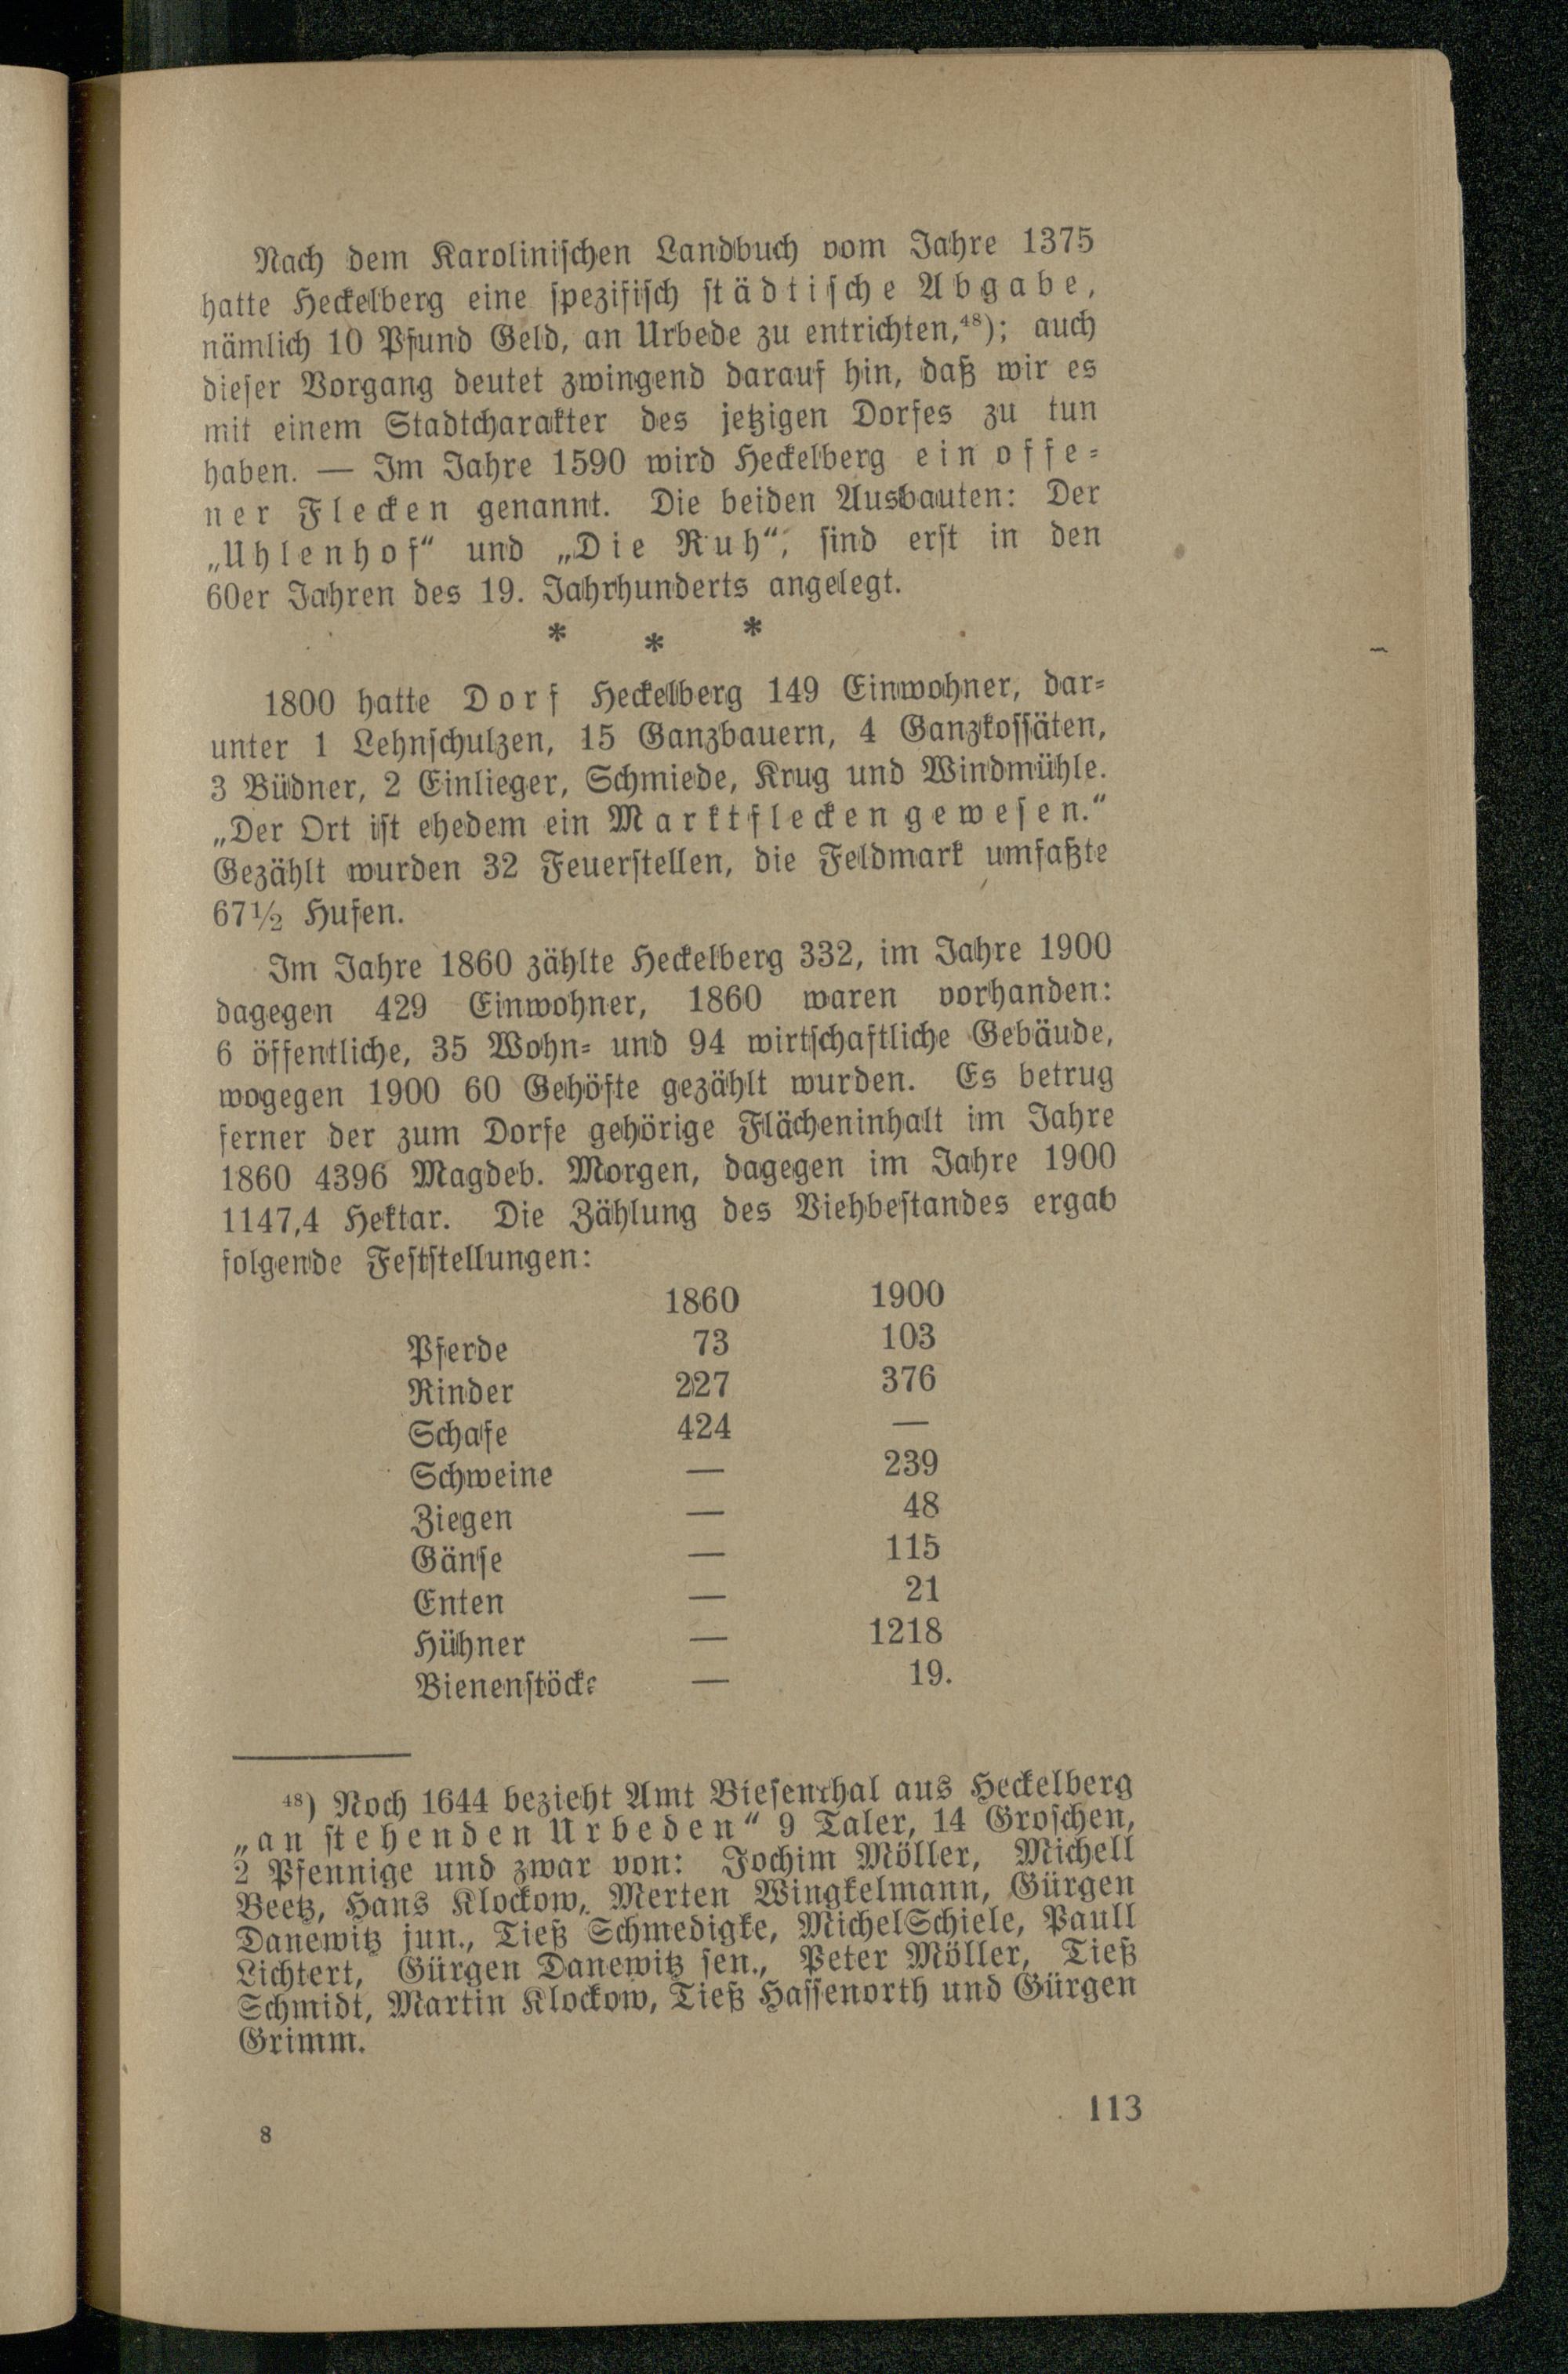 Nach dem Karolinischen Landbuch vom Jahre 1375
hatte Heckelberg eine spezifisch städtische Abgabe,
nämlich 10 Pfund Geld, an Urbede zu entrichten,⁴⁸); auch
dieser Vorgang deutet zwingend darauf hin, daß wir es
mit einem Stadtcharakter des jetzigen Dorfes zu tun
haben. — Im Jahre 1590 wird Heckelberg ein offe-
ner Flecken genannt. Die beiden Ausbauten: Der
„Uhlenhof“ und „Die Ruh“, sind erst in den
60er Jahren des 19. Jahrhunderts angelegt.
* * *
1800 hatte Dorf Heckelberg 149 Einwohner, dar-
unter 1 Lehnschulzen, 15 Ganzbauern, 4 Ganzkossäten,
3 Büdner, 2 Einlieger, Schmiede, Krug und Windmühle.
„Der Ort ist ehedem ein Marktflecken gewesen.“
Gezählt wurden 32 Feuerstellen, die Feldmark umfaßte
67½ Hufen.
Im Jahre 1860 zählte Heckelberg 332, im Jahre 1900
dagegen 429 Einwohner, 1860 waren vorhanden:
6 öffentliche, 35 Wohn- und 94 wirtschaftliche Gebäude,
wogegen 1900 60 Gehöfte gezählt wurden. Es betrug
ferner der zum Dorfe gehörige Flächeninhalt im Jahre
1860 4396 Magdeb. Morgen, dagegen im Jahre 1900
1147,4 Hektar. Die Zählung des Viehbestandes ergab
folgende Feststellungen:
1860 1900
Pferde 73 103
Rinder 227 376
Schafe 424 —
Schweine — 239
Ziegen — 48
Gänse — 115
Enten — 21
Hühner — 1218
Bienenstöcke — 19.
⁴⁸) Noch 1644 bezieht Amt Biesenthal aus Heckelberg
„an stehenden Urbeden“ 9 Taler, 14 Groschen,
2 Pfennige und zwar von: Jochim Möller, Michell
Beetz, Hans Klockow, Merten Wingkelmann, Gürgen
Danewitz jun., Tieß Schmedigke, MichelSchiele, Paull
Lichtert, Gürgen Danewitz sen., Peter Möller, Tieß
Schmidt, Martin Klockow, Tieß Hassenorth und Gürgen
Grimm.
113
8